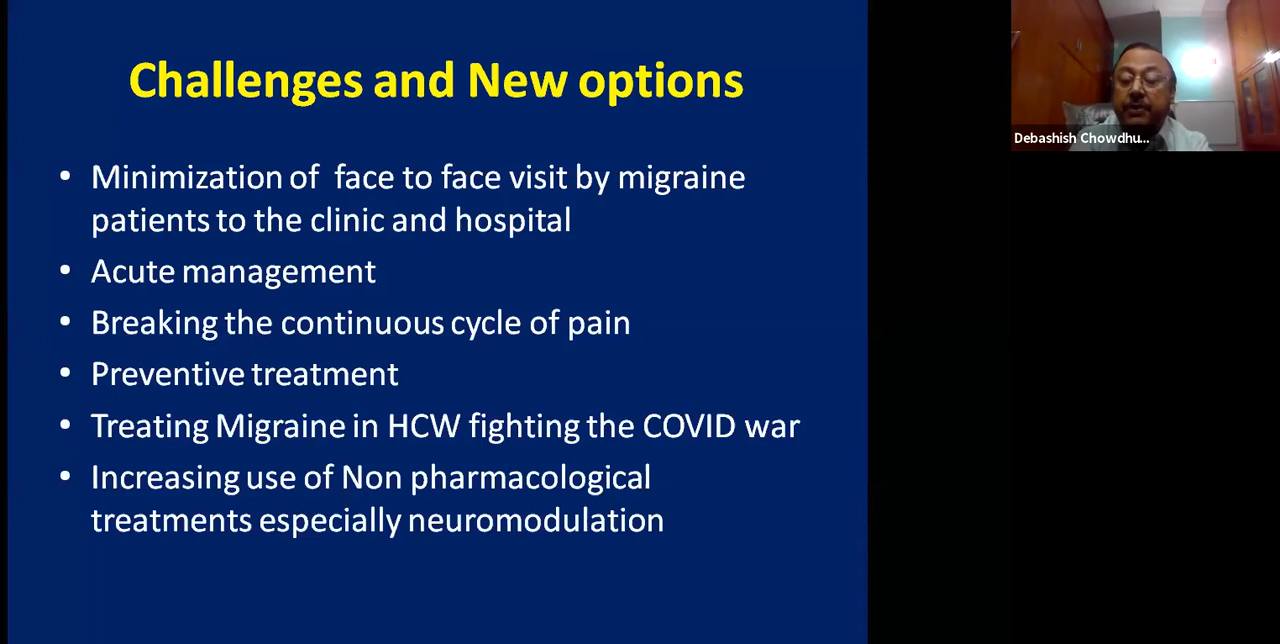 Challenges and New options
• Minimization of face to face visit by migraine
patients to the clinic and hospital
• Acute management
• Breaking the continuous cycle of pain
• Preventive treatment
• Treating Migraine in HCW fighting the COVID war
• Increasing use of Non pharmacological
treatments especially neuromodulation
Debashish Chowdhu...